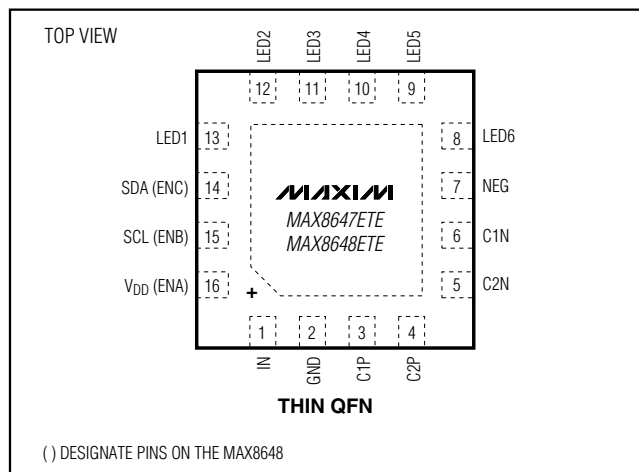 TOP VIEW
LED2 LED3 LED4 LED5
12 11 10 9
LED1 13 8 LED6
SDA (ENC) 14 7 NEG
MAXIM
MAX8647ETE
MAX8648ETE
SCL (ENB) 15 6 C1N
VDD (ENA) 16 5 C2N
+
1 2 3 4
IN GND C1P C2P
THIN QFN
( ) DESIGNATE PINS ON THE MAX8648